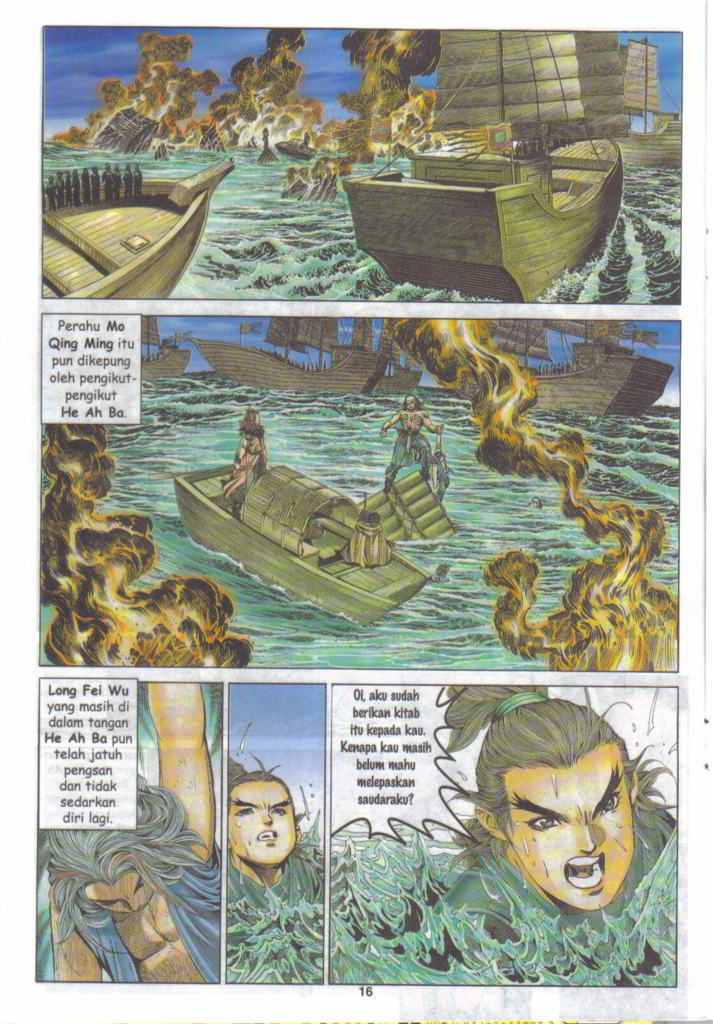 Perahu Mo
Qing Ming itu
pun dikepung
oleh pengikut-
pengikut
He Ah Ba.
Long Fei Wu
yang masih di
dalam tangan
He Ah Ba pun
telah jatuh
pengsan
dan tidak
sedarkan
diri lagi.
Oi, aku sudah
berikan kitab
itu kepada kau.
Kenapa kau masih
belum mahu
melepaskan
saudaraku?
16